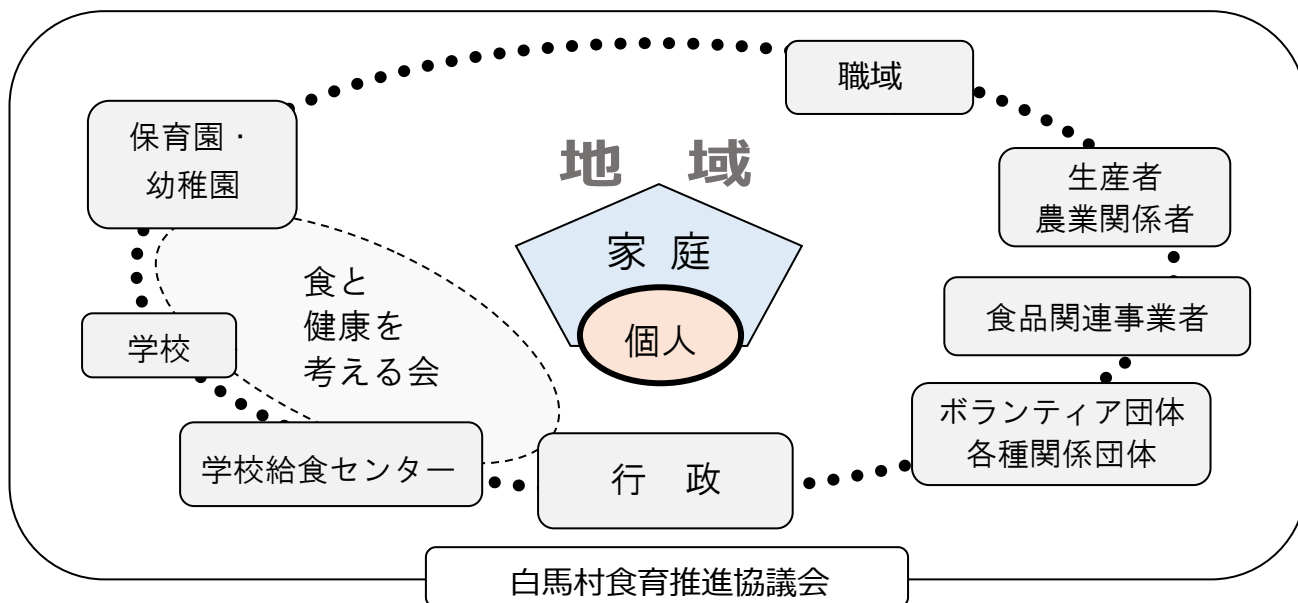 職域
保育園・
幼稚園
地　域
生産者
農業関係者
家 庭
食と
健康を
考える会
個人
食品関連事業者
学校
ボランティア団体
各種関係団体
学校給食センター
行　政
白馬村食育推進協議会